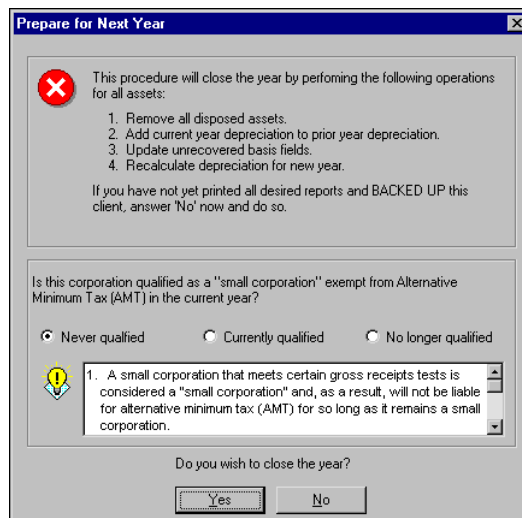 Prepare for Next Year
This procedure will close the year by perfoming the following operations
for all assets:
1. Remove all disposed assets.
2. Add current year depreciation to prior year depreciation.
3. Update unrecovered basis fields.
4. Recalculate depreciation for new year.
If you have not yet printed all desired reports and BACKED UP this
client, answer 'No' now and do so.
Is this corporation qualified as a "small corporation" exempt from Alternative
Minimum Tax (AMT) in the current year?
Never qualfied Currently qualified No longer qualified
1. A small corporation that meets certain gross receipts tests is
considered a "small corporation" and, as a result, will not be liable
for alternative minimum tax (AMT) for so long as it remains a small
corporation.
Do you wish to close the year?
Yes No